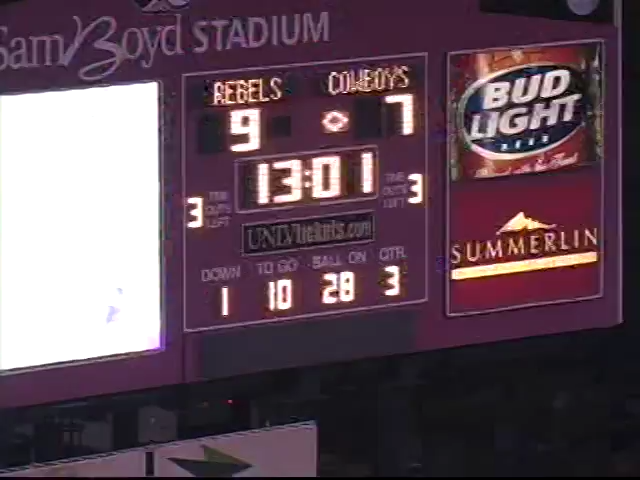 Sam Boyd STADIUM
REBELS COWBOYS
9 7
13:01
3 TIME OUTS LEFT TIME OUTS LEFT 3
UNLVtickets.com
DOWN TO GO BALL ON QTR
1 10 28 3
BUD
LIGHT
BEER
SUMMERLIN